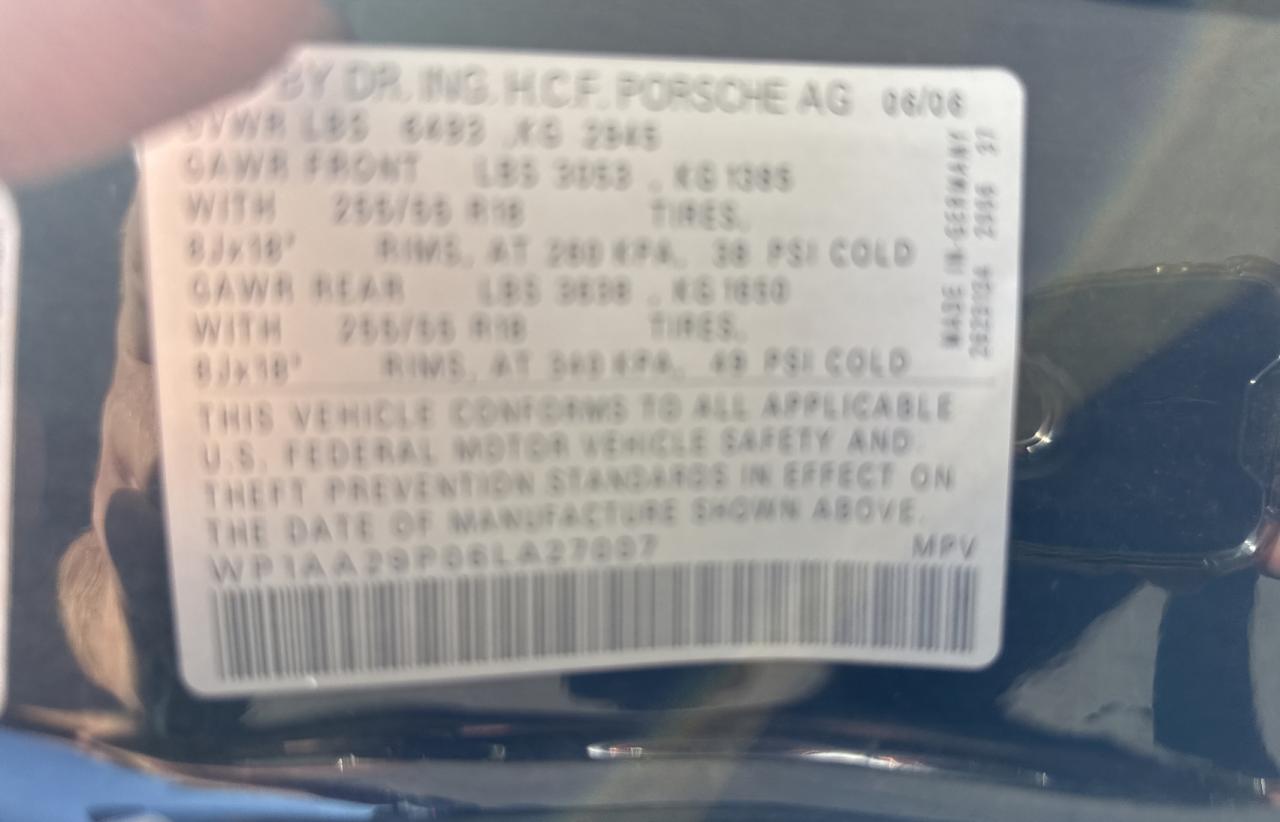 BY DR. ING. H.C.F. PORSCHE AG 06/06
GVWR LBS 6493 ,KG 2945
GAWR FRONT LBS 3053 , KG 1385
WITH 255/55 R18 TIRES,
8Jx18" RIMS, AT 260 KPA, 38 PSI COLD
GAWR REAR LBS 3638 , KG 1650
WITH 255/55 R18 TIRES,
8Jx18" RIMS, AT 340 KPA, 49 PSI COLD
MADE IN GERMANY
THIS VEHICLE CONFORMS TO ALL APPLICABLE
U.S. FEDERAL MOTOR VEHICLE SAFETY AND
THEFT PREVENTION STANDARDS IN EFFECT ON
THE DATE OF MANUFACTURE SHOWN ABOVE.
MPV